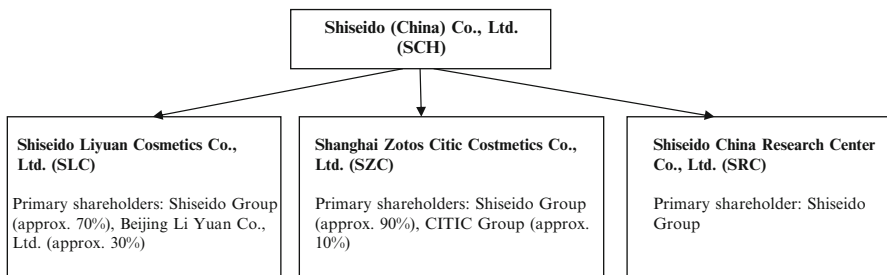 Shiseido (China) Co., Ltd.
(SCH)
Shiseido Liyuan Cosmetics Co.,
Ltd. (SLC)
Primary shareholders: Shiseido Group
(approx. 70%), Beijing Li Yuan Co.,
Ltd. (approx. 30%)
Shanghai Zotos Citic Costmetics Co.,
Ltd. (SZC)
Primary shareholders: Shiseido Group
(approx. 90%), CITIC Group (approx.
10%)
Shiseido China Research Center
Co., Ltd. (SRC)
Primary shareholder: Shiseido
Group